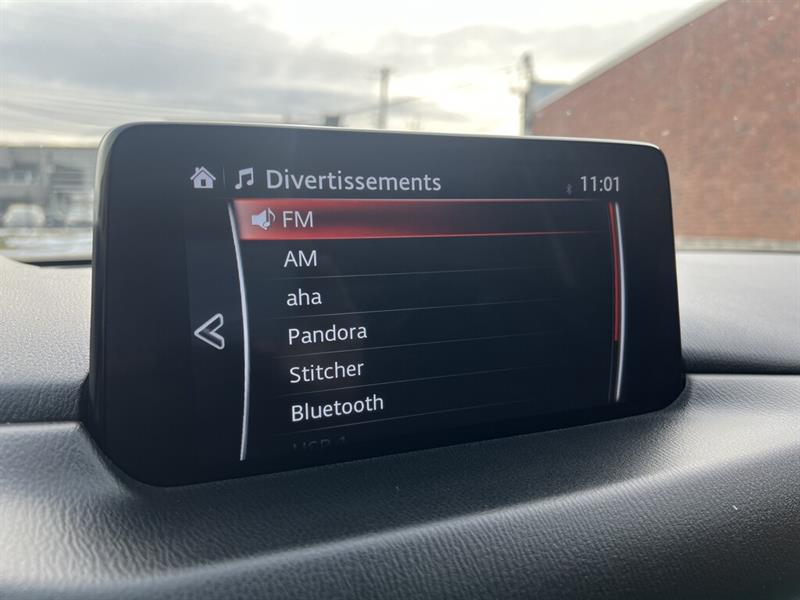 Divertissements 11:01
FM
AM
aha
Pandora
Stitcher
Bluetooth